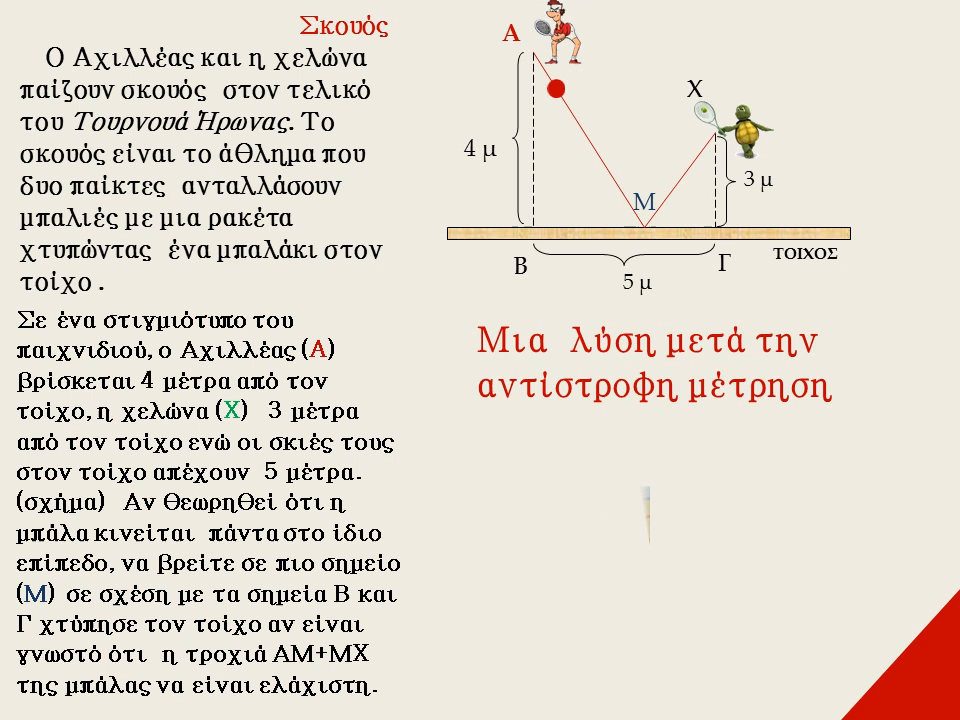 Σκουός
Ο Αχιλλέας και η χελώνα
παίζουν σκουός στον τελικό
του Τουρνουά Ήρωνας. Το
σκουός είναι το άθλημα που
δυο παίκτες ανταλλάσουν
μπαλιές με μια ρακέτα
χτυπώντας ένα μπαλάκι στον
τοίχο .
Σε ένα στιγμιότυπο του
παιχνιδιού, ο Αχιλλέας (Α)
βρίσκεται 4 μέτρα από τον
τοίχο, η χελώνα (Χ) 3 μέτρα
από τον τοίχο ενώ οι σκιές τους
στον τοίχο απέχουν 5 μέτρα.
(σχήμα) Αν θεωρηθεί ότι η
μπάλα κινείται πάντα στο ίδιο
επίπεδο, να βρείτε σε πιο σημείο
(Μ) σε σχέση με τα σημεία Β και
Γ χτύπησε τον τοίχο αν είναι
γνωστό ότι η τροχιά ΑΜ+ΜΧ
της μπάλας να είναι ελάχιστη.
Α
Χ
4 μ
3 μ
Μ
Β
Γ
ΤΟΙΧΟΣ
5 μ
Μια λύση μετά την
αντίστροφη μέτρηση